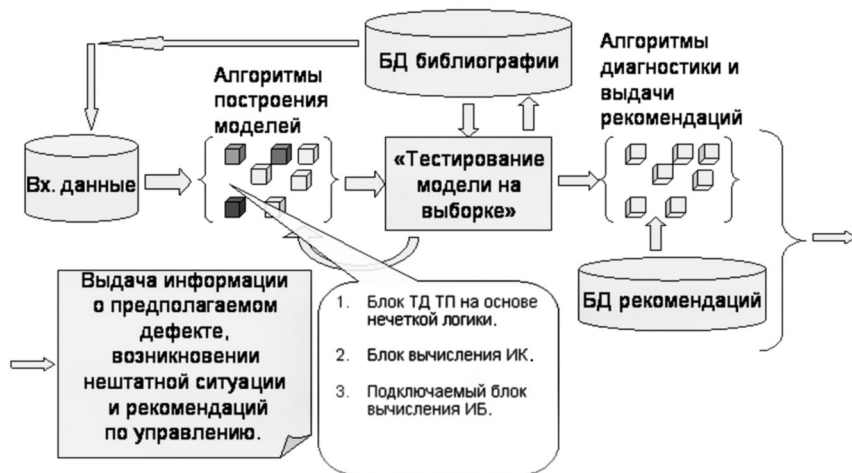 БД библиографии
Алгоритмы
построения
моделей
Алгоритмы
диагностики и
выдачи
рекомендаций
Вх. данные
«Тестирование
модели на
выборке»
БД рекомендаций
Выдача информации
о предполагаемом
дефекте,
возникновении
нештатной ситуации
и рекомендаций
по управлению.
1. Блок ТД ТП на основе
нечеткой логики.
2. Блок вычисления ИК.
3. Подключаемый блок
вычисления ИБ.